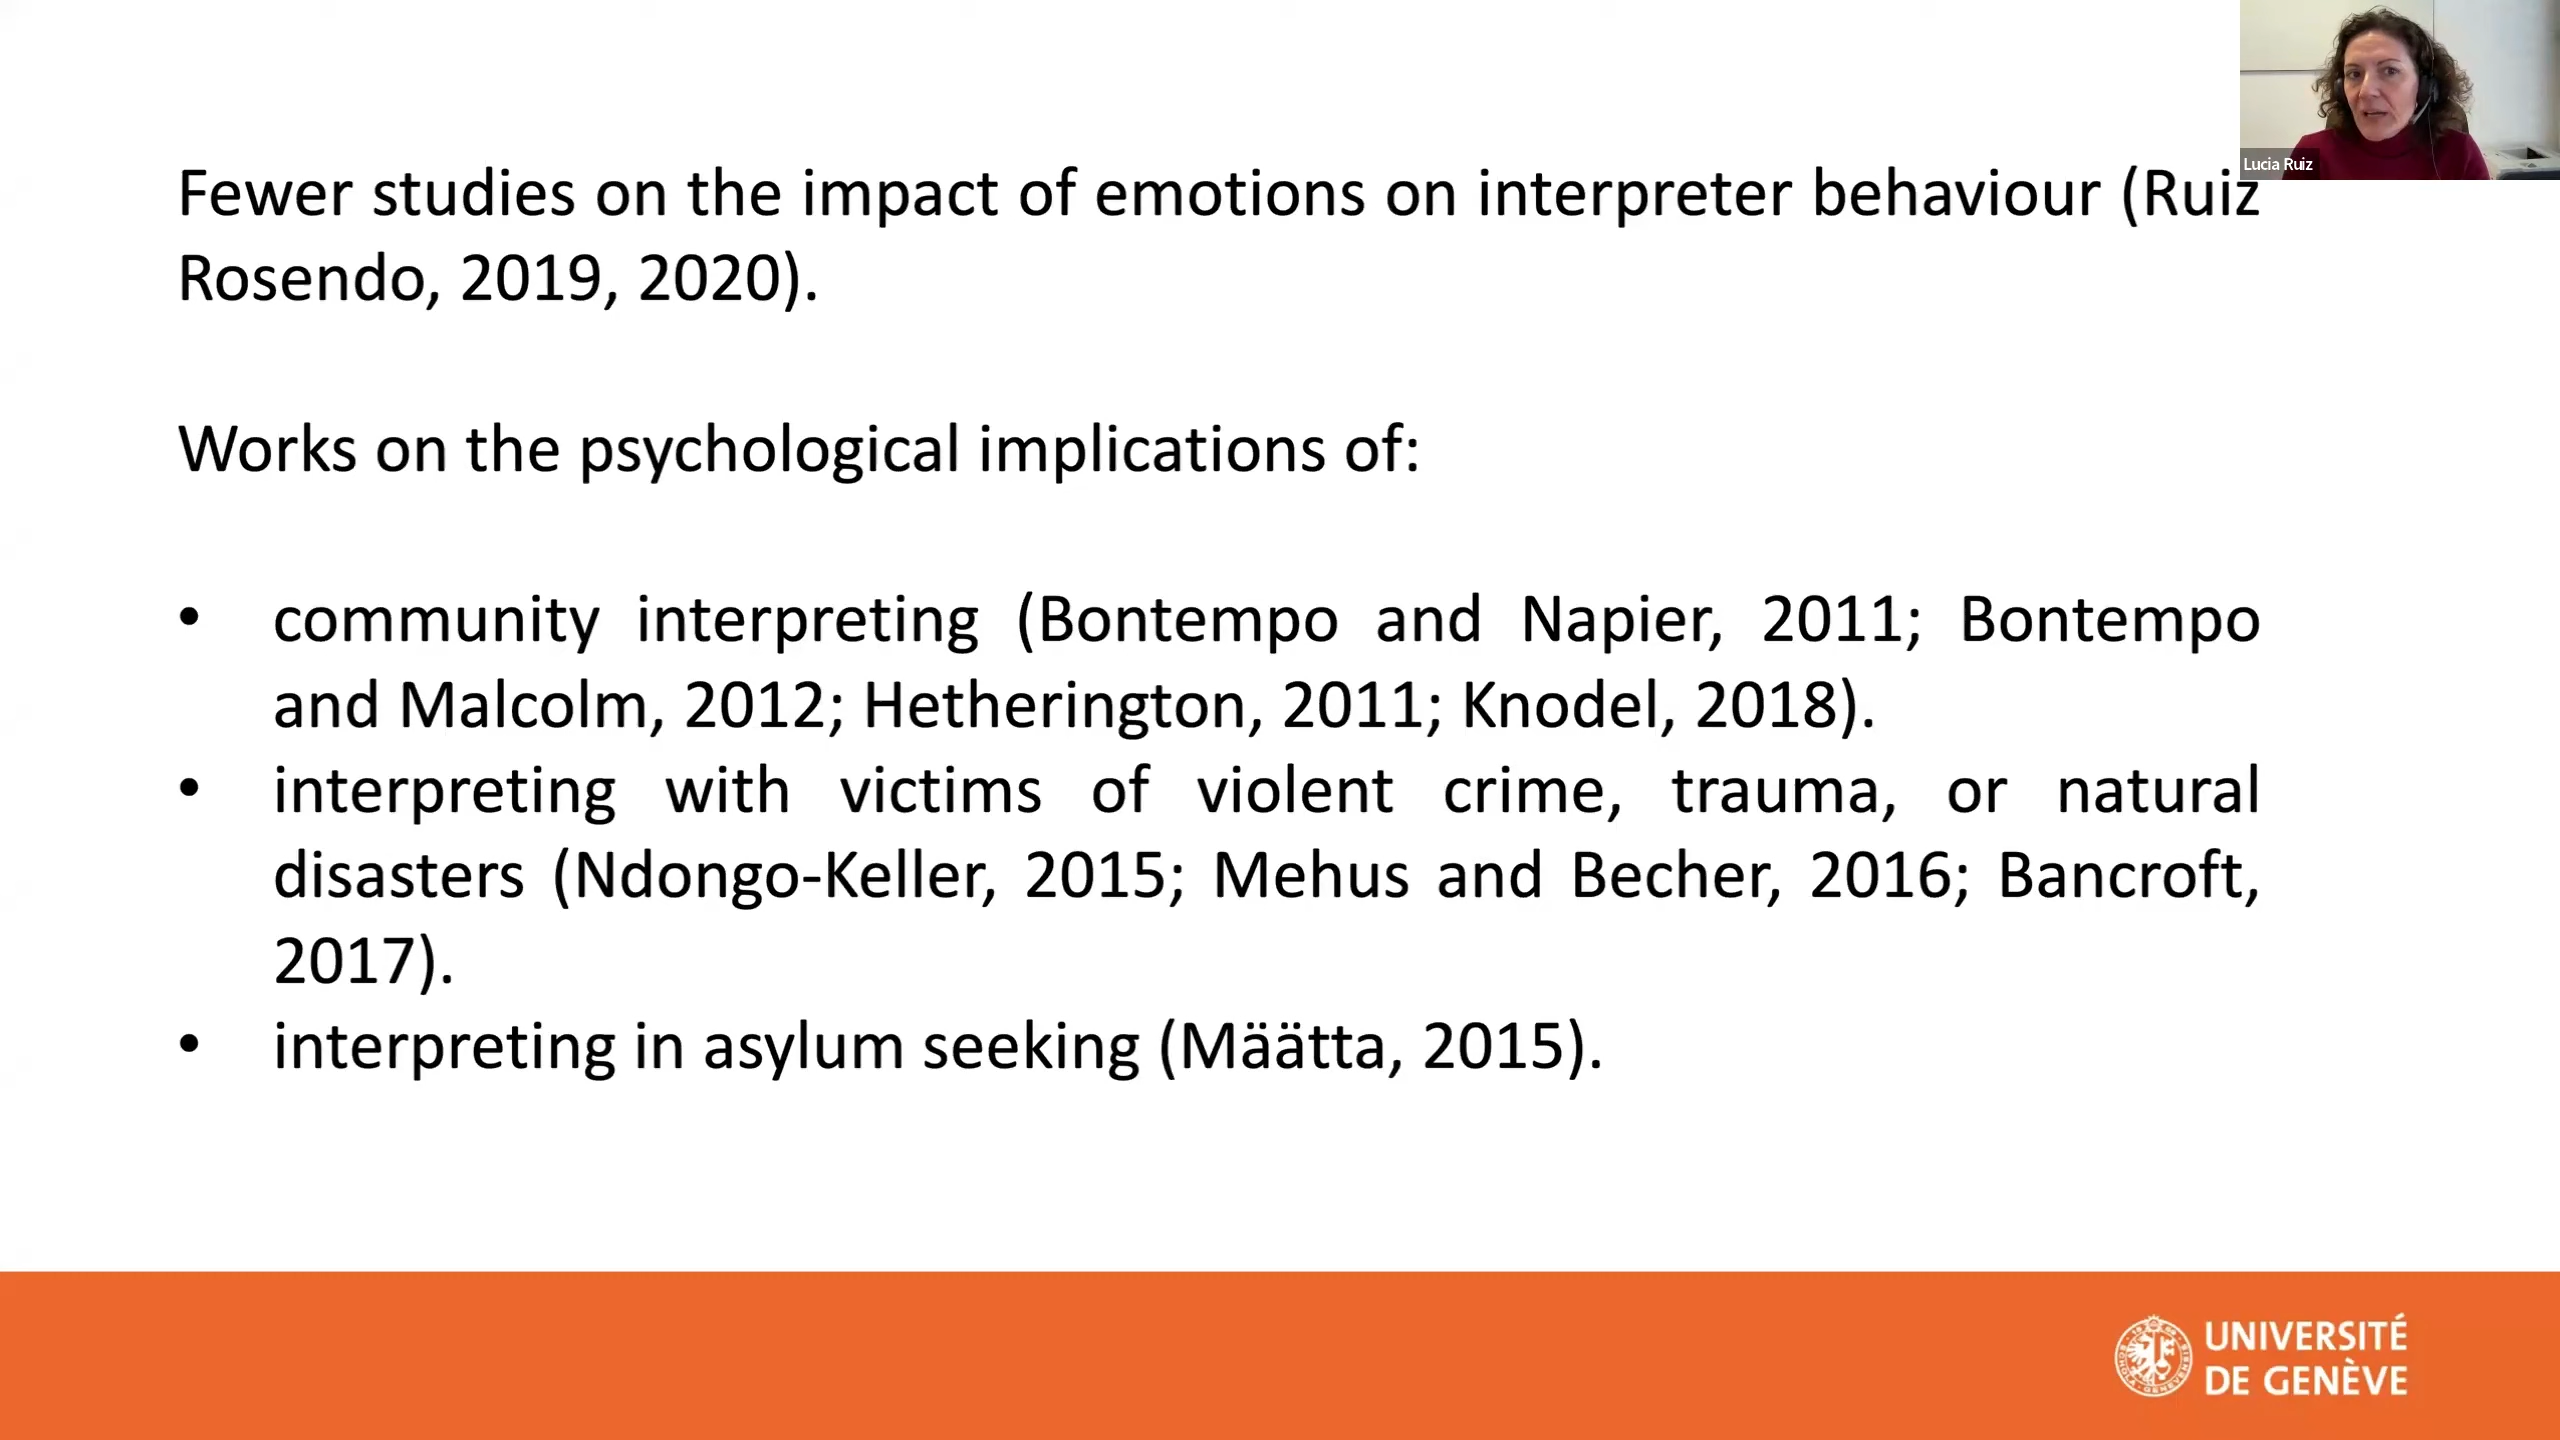 Lucia Ruiz
Fewer studies on the impact of emotions on interpreter behaviour (Ruiz
Rosendo, 2019, 2020).
Works on the psychological implications of:
• community interpreting (Bontempo and Napier, 2011; Bontempo
and Malcolm, 2012; Hetherington, 2011; Knodel, 2018).
• interpreting with victims of violent crime, trauma, or natural
disasters (Ndongo-Keller, 2015; Mehus and Becher, 2016; Bancroft,
2017).
• interpreting in asylum seeking (Määtta, 2015).
UNIVERSITÉ
DE GENÈVE